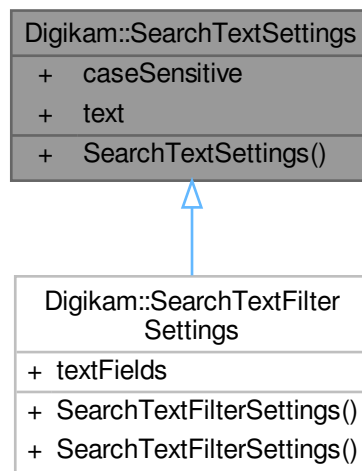 Digikam::SearchTextSettings
+ caseSensitive
+ text
+ SearchTextSettings()
Digikam::SearchTextFilter
Settings
+ textFields
+ SearchTextFilterSettings()
+ SearchTextFilterSettings()